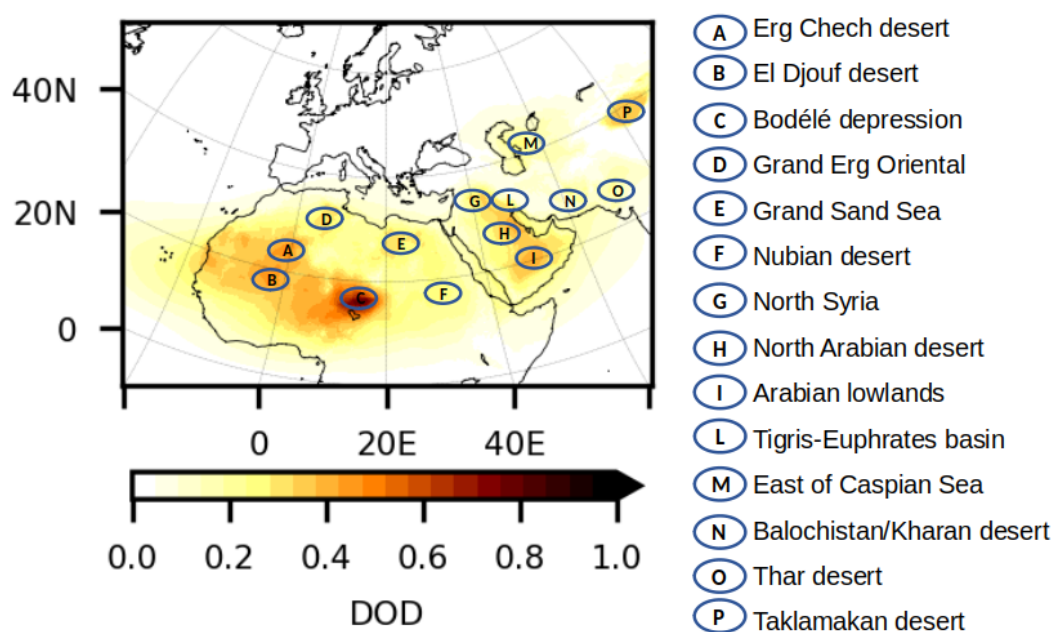 40N
20N
0
0
20E
40E
A
B
C
D
E
F
G
L
H
I
M
N
O
P
0.0
0.2
0.4
0.6
0.8
1.0
DOD
A Erg Chech desert
B El Djouf desert
C Bodélé depression
D Grand Erg Oriental
E Grand Sand Sea
F Nubian desert
G North Syria
H North Arabian desert
I Arabian lowlands
L Tigris-Euphrates basin
M East of Caspian Sea
N Balochistan/Kharan desert
O Thar desert
P Taklamakan desert